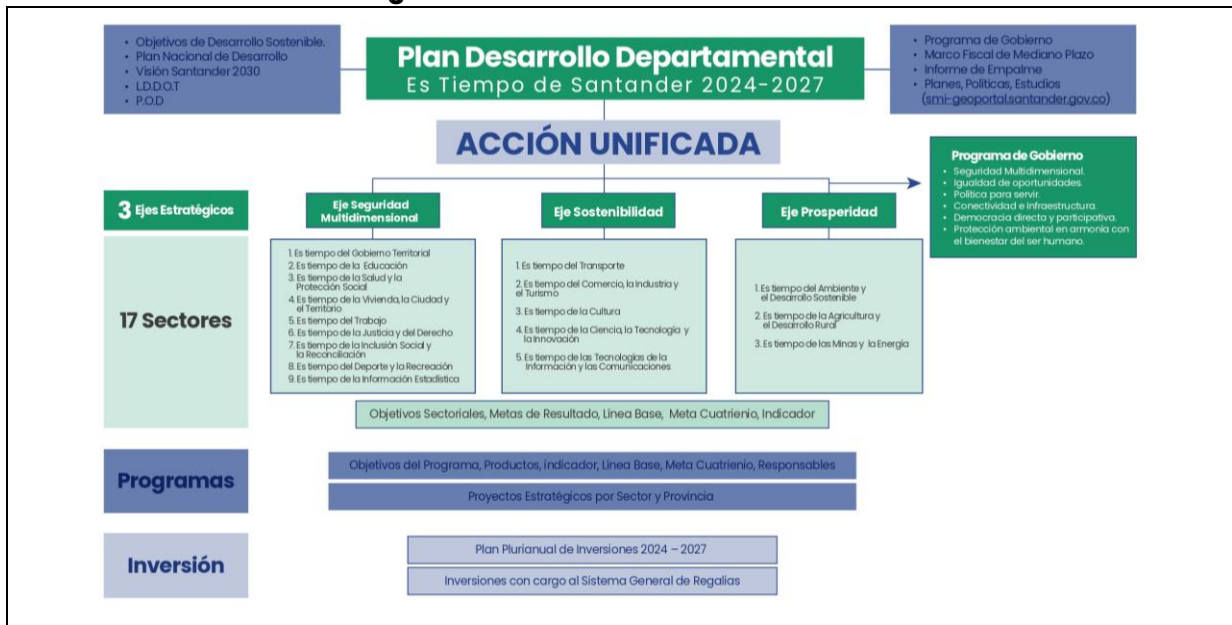 • Objetivos de Desarrollo Sostenible.
• Plan Nacional de Desarrollo
• Visión Santander 2030
• L.D.D.O.T
• P.O.D
Plan Desarrollo Departamental
Es Tiempo de Santander 2024-2027
• Programa de Gobierno
• Marco Fiscal de Mediano Plazo
• Informe de Empalme
• Planes, Políticas, Estudios
(smi-geoportal.santander.gov.co)
ACCIÓN UNIFICADA
Programa de Gobierno
• Seguridad Multidimensional.
• Igualdad de oportunidades.
• Política para servir.
• Conectividad e Infraestructura.
• Democracia directa y participativa.
• Protección ambiental en armonía con
el bienestar del ser humano.
3 Ejes Estratégicos
Eje Seguridad
Multidimensional
Eje Sostenibilidad
Eje Prosperidad
17 Sectores
1. Es tiempo del Gobierno Territorial
2. Es tiempo de la Educación
3. Es tiempo de la Salud y la
Protección Social
4. Es tiempo de la Vivienda, la Ciudad y
el Territorio
5. Es tiempo del Trabajo
6. Es tiempo de la Justicia y del Derecho
7. Es tiempo de la Inclusión Social y
la Reconciliación
8. Es tiempo del Deporte y la Recreación
9. Es tiempo de la Información Estadística
1. Es tiempo del Transporte
2. Es tiempo del Comercio, la Industria y
el Turismo
3. Es tiempo de la Cultura
4. Es tiempo de la Ciencia, la Tecnología y
la Innovación
5. Es tiempo de las Tecnologías de la
Información y las Comunicaciones
1. Es tiempo del Ambiente y
el Desarrollo Sostenible
2. Es tiempo de la Agricultura y
el Desarrollo Rural
3. Es tiempo de las Minas y la Energía
Objetivos Sectoriales, Metas de Resultado, Línea Base, Meta Cuatrienio, Indicador
Programas
Objetivos del Programa, Productos, indicador, Línea Base, Meta Cuatrienio, Responsables
Proyectos Estratégicos por Sector y Provincia
Inversión
Plan Plurianual de Inversiones 2024 – 2027
Inversiones con cargo al Sistema General de Regalías